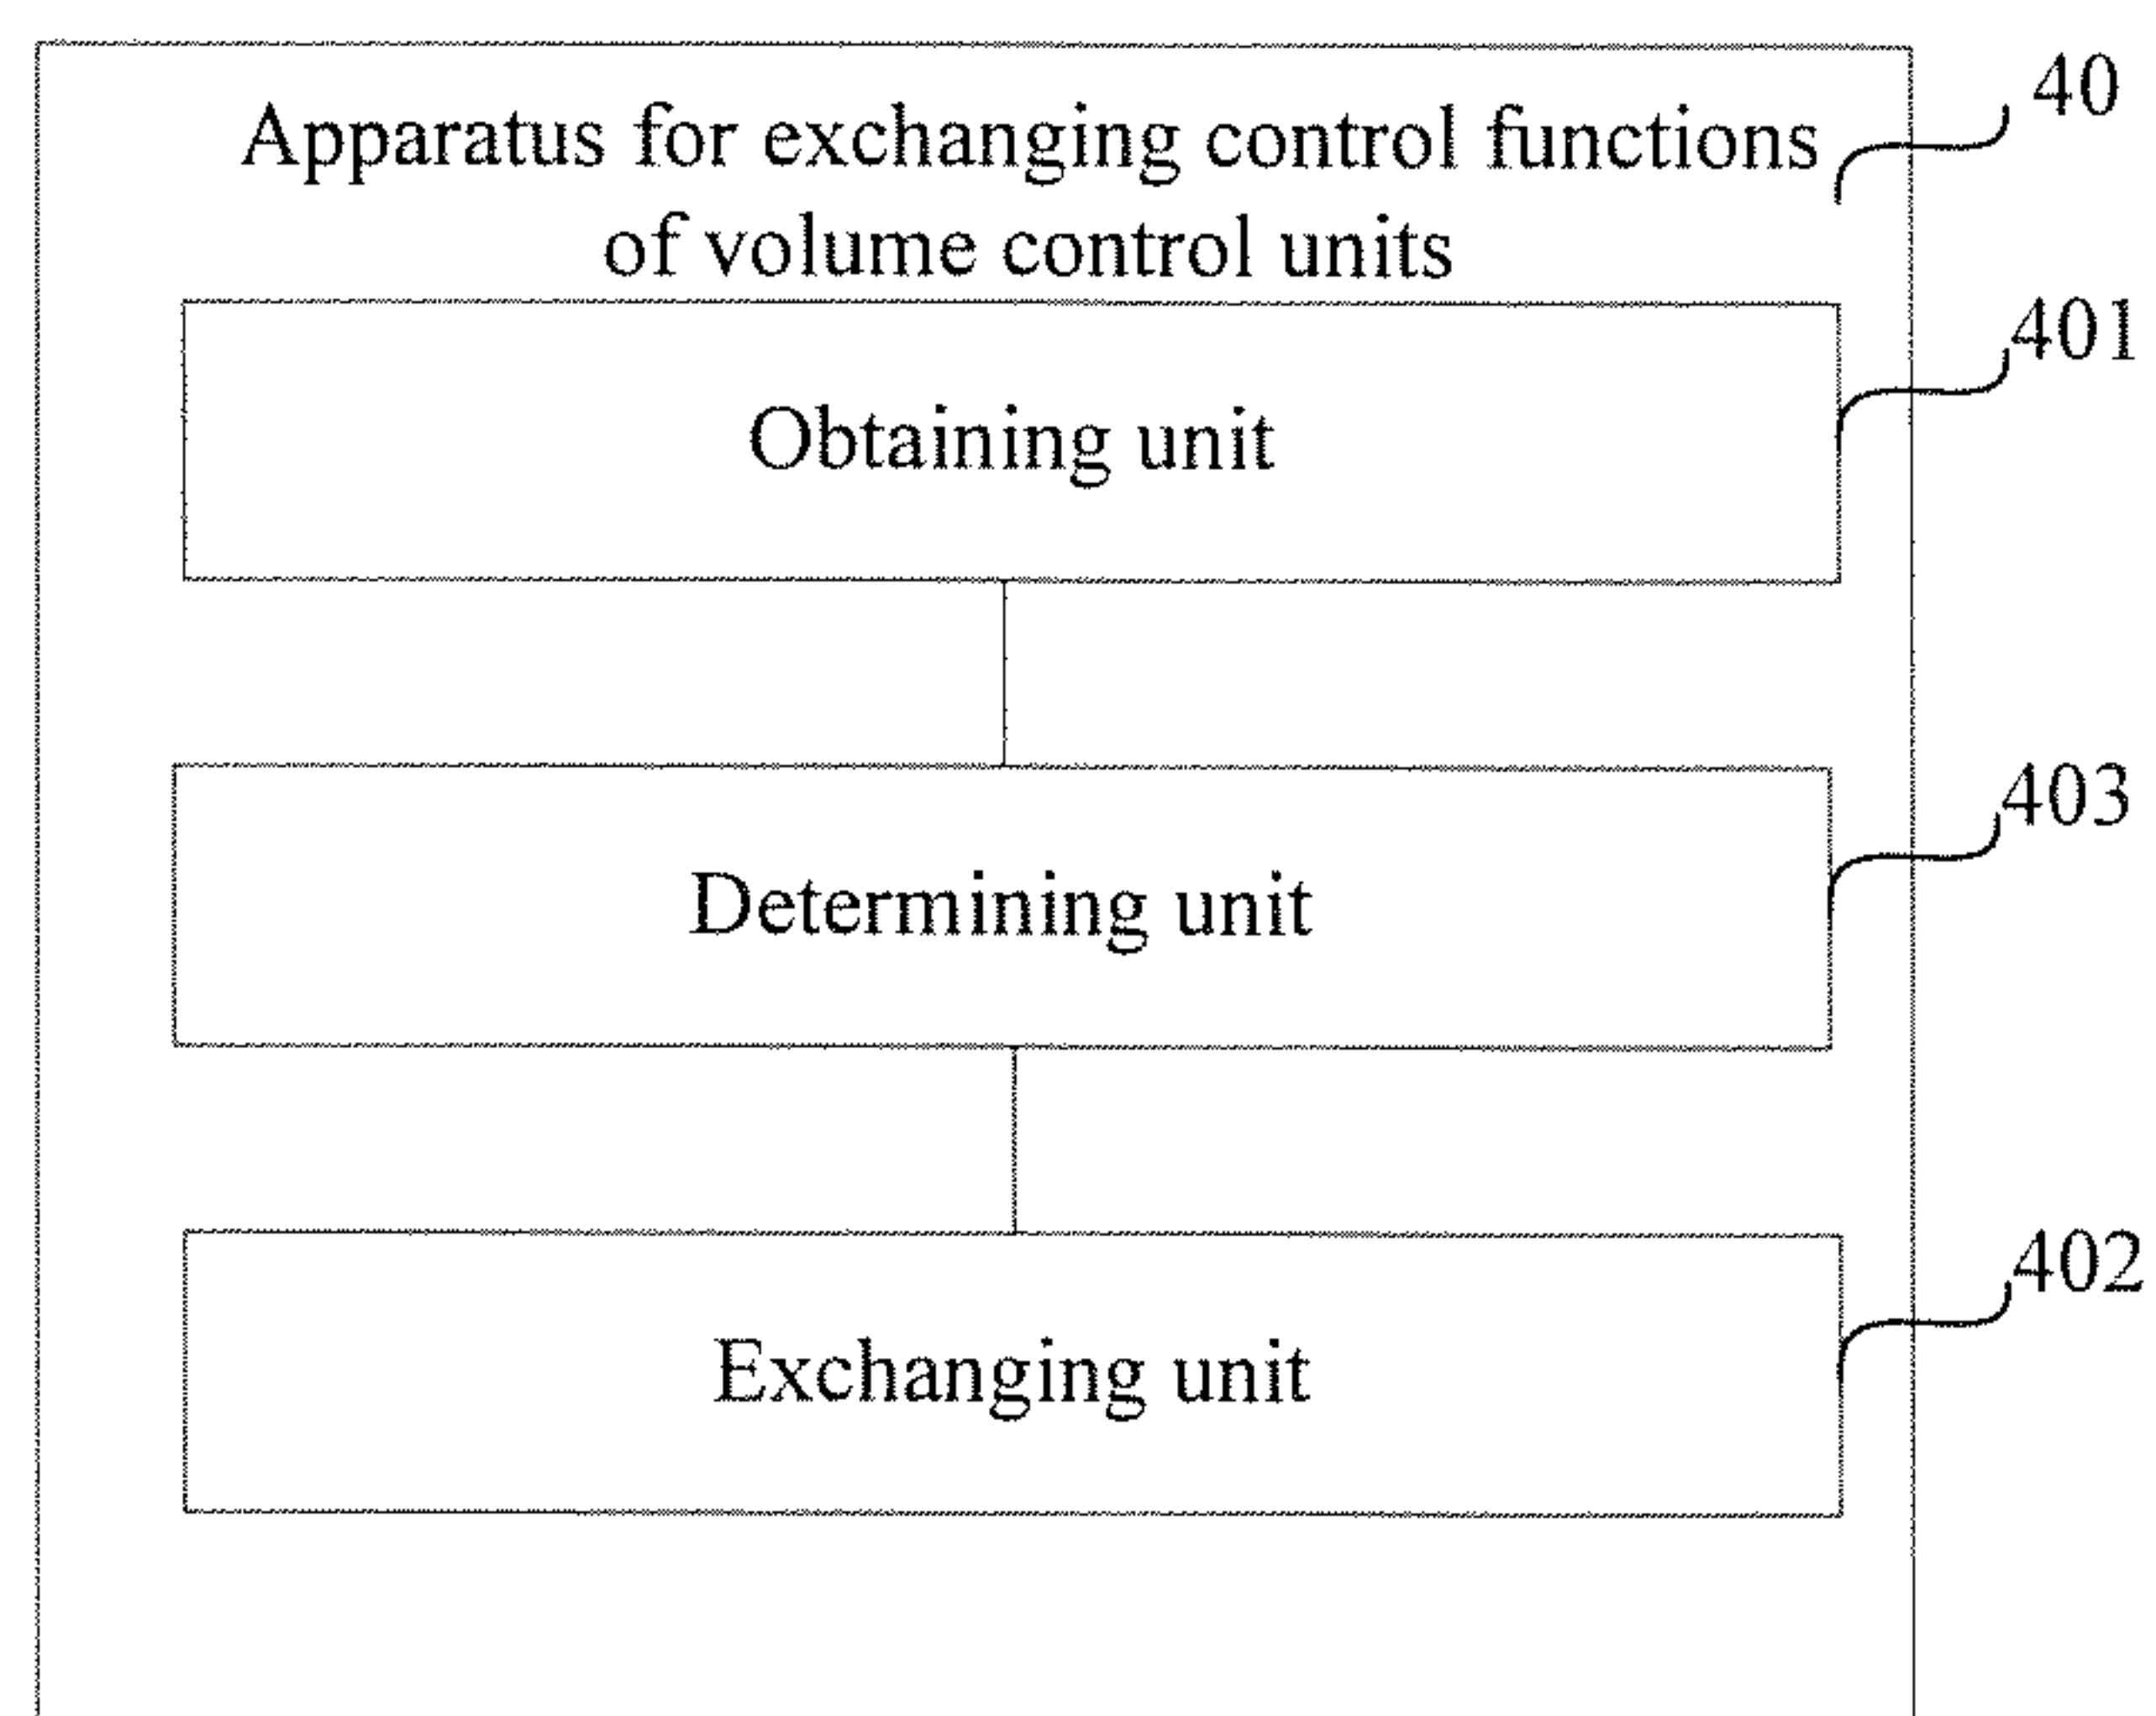 Apparatus for exchanging control functions
of volume control units
40
Obtaining unit
401
Determining unit
403
Exchanging unit
402